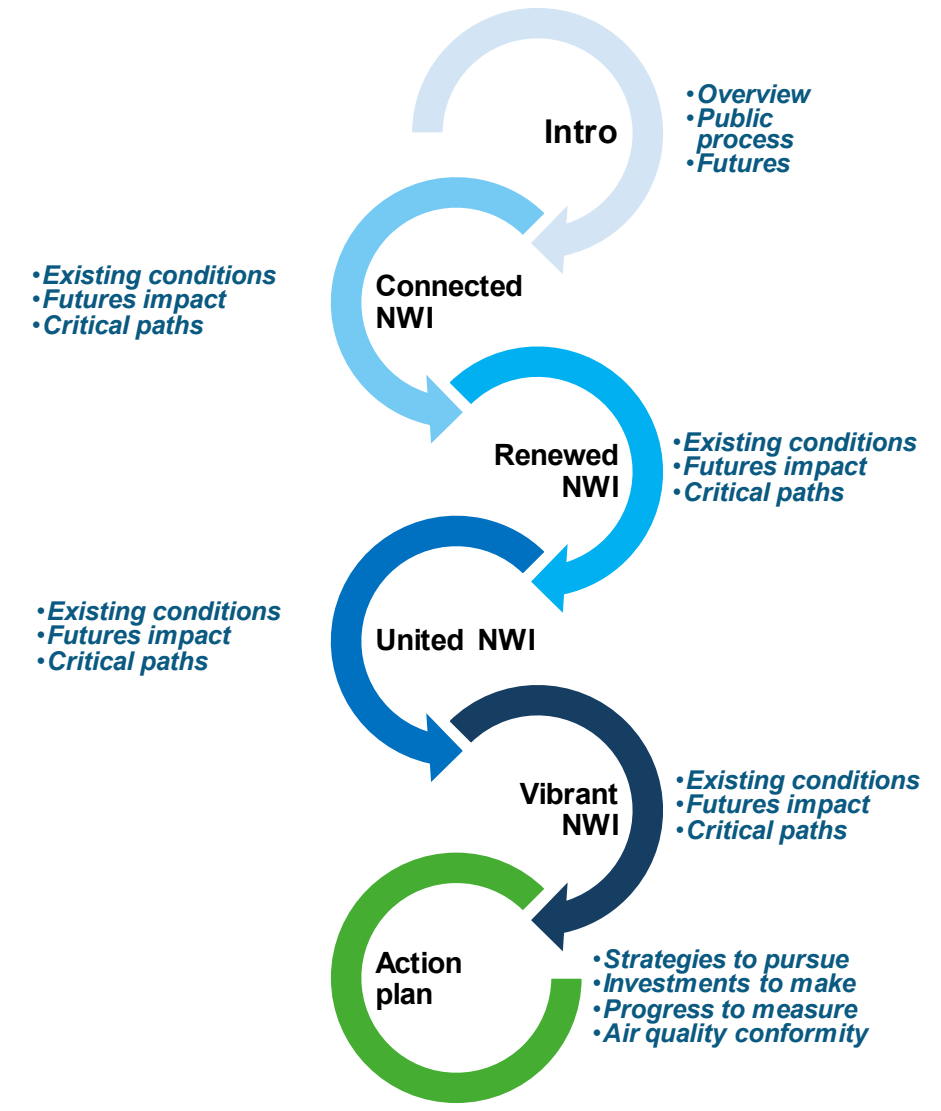 Intro
•Overview
•Public
process
•Futures
Connected
NWI
•Existing conditions
•Futures impact
•Critical paths
Renewed
NWI
•Existing conditions
•Futures impact
•Critical paths
United NWI
•Existing conditions
•Futures impact
•Critical paths
Vibrant
NWI
•Existing conditions
•Futures impact
•Critical paths
Action
plan
•Strategies to pursue
•Investments to make
•Progress to measure
•Air quality conformity